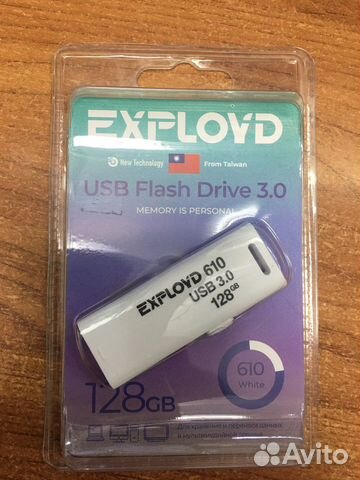 EXPLOYD
New Technology
From Taiwan
USB Flash Drive 3.0
MEMORY IS PERSONAL
EXPLOYD 610
USB 3.0
128GB
610
White
128GB
Для хранения и переноса данных
Avito